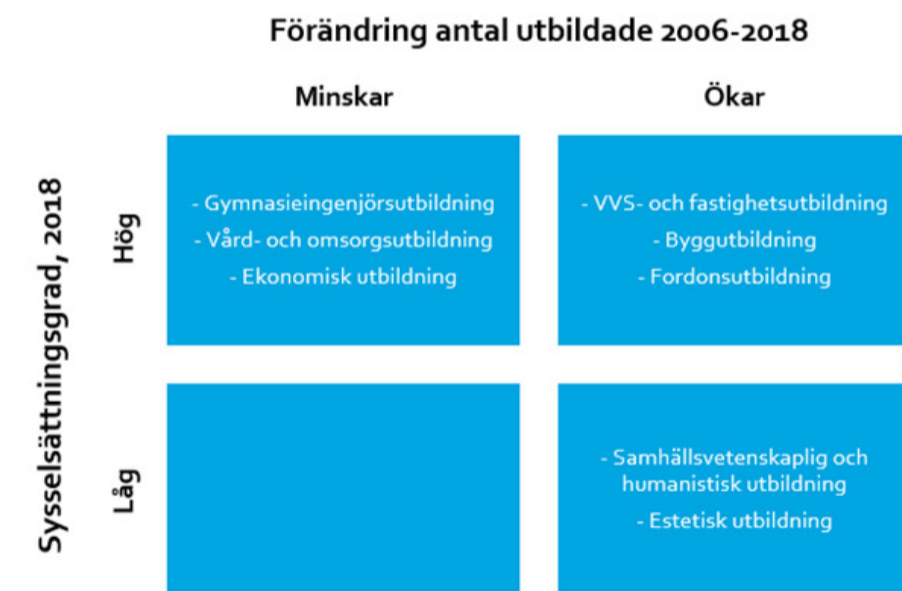 Förändring antal utbildade 2006-2018
Minskar
Ökar
Sysselsättningsgrad, 2018
Hög
- Gymnasieingenjörsutbildning
- Vård- och omsorgsutbildning
- Ekonomisk utbildning
- VVS- och fastighetsutbildning
- Byggutbildning
- Fordonsutbildning
Låg
- Samhällsvetenskaplig och
humanistisk utbildning
- Estetisk utbildning